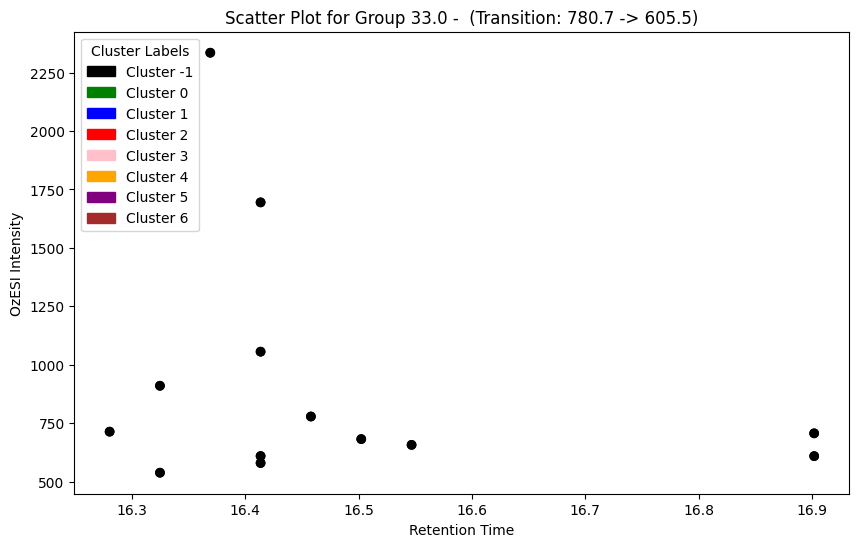 Scatter Plot for Group 33.0 -  (Transition: 780.7 -> 605.5)
Cluster Labels
Cluster -1
Cluster 0
Cluster 1
Cluster 2
Cluster 3
Cluster 4
Cluster 5
Cluster 6
OzESI Intensity
2250
2000
1750
1500
1250
1000
750
500
16.3 16.4 16.5 16.6 16.7 16.8 16.9
Retention Time